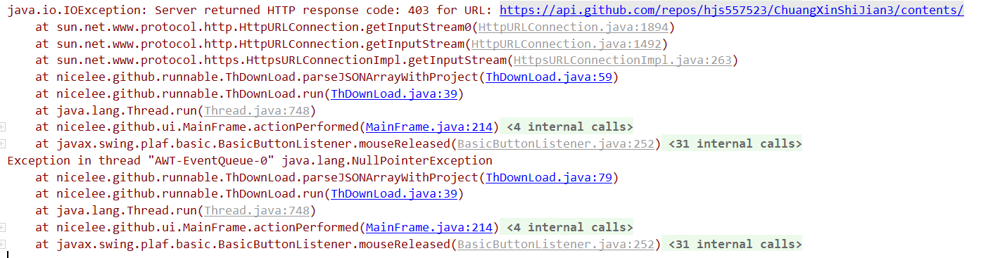 java.io.IOException: Server returned HTTP response code: 403 for URL: https://api.github.com/repos/hjs557523/ChuangXinShiJian3/contents/
at sun.net.www.protocol.http.HttpURLConnection.getInputStream0(HttpURLConnection.java:1894)
at sun.net.www.protocol.http.HttpURLConnection.getInputStream(HttpURLConnection.java:1492)
at sun.net.www.protocol.https.HttpsURLConnectionImpl.getInputStream(HttpsURLConnectionImpl.java:263)
at nicelee.github.runnable.ThDownLoad.parseJSONArrayWithProject(ThDownLoad.java:59)
at nicelee.github.runnable.ThDownLoad.run(ThDownLoad.java:39)
at java.lang.Thread.run(Thread.java:748)
at nicelee.github.ui.MainFrame.actionPerformed(MainFrame.java:214) <4 internal calls>
at javax.swing.plaf.basic.BasicButtonListener.mouseReleased(BasicButtonListener.java:252) <31 internal calls>
Exception in thread "AWT-EventQueue-0" java.lang.NullPointerException
at nicelee.github.runnable.ThDownLoad.parseJSONArrayWithProject(ThDownLoad.java:79)
at nicelee.github.runnable.ThDownLoad.run(ThDownLoad.java:39)
at java.lang.Thread.run(Thread.java:748)
at nicelee.github.ui.MainFrame.actionPerformed(MainFrame.java:214) <4 internal calls>
at javax.swing.plaf.basic.BasicButtonListener.mouseReleased(BasicButtonListener.java:252) <31 internal calls>